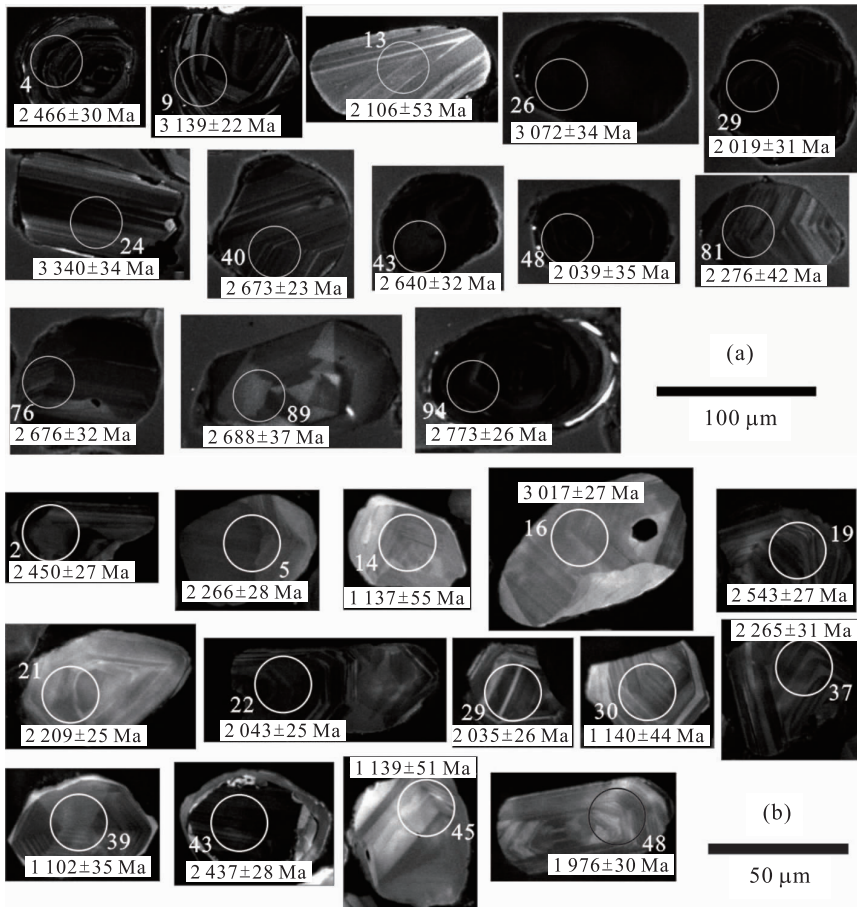 4
2 466±30 Ma
9
3 139±22 Ma
13
2 106±53 Ma
26
3 072±34 Ma
29
2 019±31 Ma
24
3 340±34 Ma
40
2 673±23 Ma
43
2 640±32 Ma
48
2 039±35 Ma
81
2 276±42 Ma
76
2 676±32 Ma
89
2 688±37 Ma
94
2 773±26 Ma
(a)
100 μm
2
2 450±27 Ma
5
2 266±28 Ma
14
1 137±55 Ma
3 017±27 Ma
16
19
2 543±27 Ma
21
2 209±25 Ma
22
2 043±25 Ma
29
2 035±26 Ma
30
1 140±44 Ma
2 265±31 Ma
37
39
1 102±35 Ma
43
2 437±28 Ma
1 139±51 Ma
45
48
1 976±30 Ma
(b)
50 μm